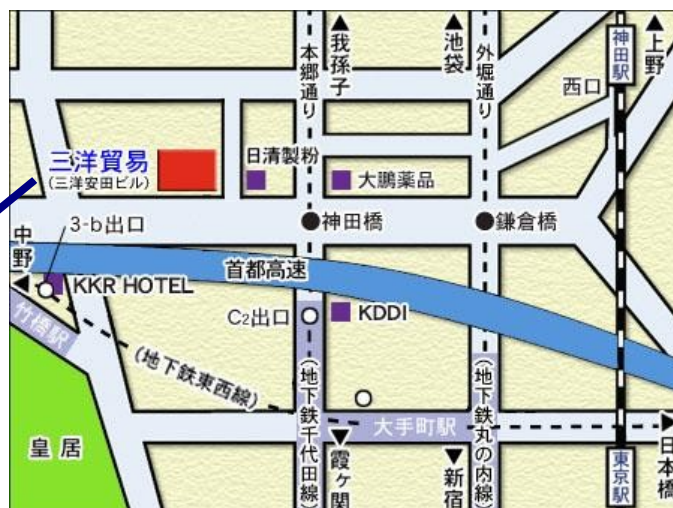 本郷通り
我孫子
池袋
外堀通り
神田駅
上野
西口
三洋貿易
(三洋安田ビル)
日清製粉
大鵬薬品
3-b出口
神田橋
鎌倉橋
中野
首都高速
KKR HOTEL
C2出口
KDDI
竹橋駅
(地下鉄東西線)
(地下鉄千代田線)
(地下鉄丸の内線)
大手町駅
皇居
霞ヶ関
新宿
東京駅
日本橋